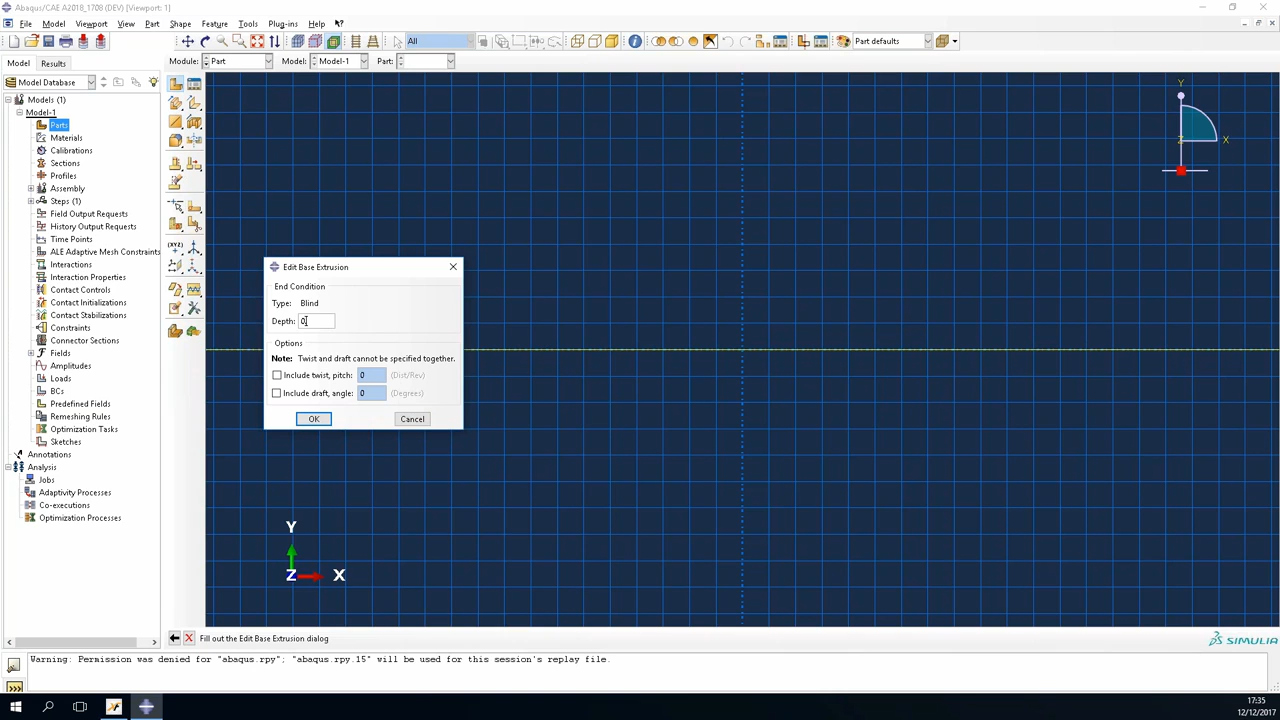 Abaqus/CAE A2018_1708 (DEV) [Viewport: 1]
File Model Viewport View Part Shape Feature Tools Plug-ins Help
All
Part defaults
Model Results
Module: Part Model: Model-1 Part:
Model Database
Models (1)
Model-1
Parts
Materials
Calibrations
Sections
Profiles
Assembly
Steps (1)
Field Output Requests
History Output Requests
Time Points
ALE Adaptive Mesh Constraints
Interactions
Interaction Properties
Contact Controls
Contact Initializations
Contact Stabilizations
Constraints
Connector Sections
Fields
Amplitudes
Loads
BCs
Predefined Fields
Remeshing Rules
Optimization Tasks
Sketches
Annotations
Analysis
Jobs
Adaptivity Processes
Co-executions
Optimization Processes
(XYZ)
Y
Z X
Edit Base Extrusion
End Condition
Type: Blind
Depth: 0
Options
Note: Twist and draft cannot be specified together.
Include twist, pitch: 0 (Dist/Rev)
Include draft, angle: 0 (Degrees)
OK Cancel
Y
Z X
Fill out the Edit Base Extrusion dialog
SIMULIA
Warning: Permission was denied for "abaqus.rpy"; "abaqus.rpy.15" will be used for this session's replay file.
>>>
17:35
12/12/2017